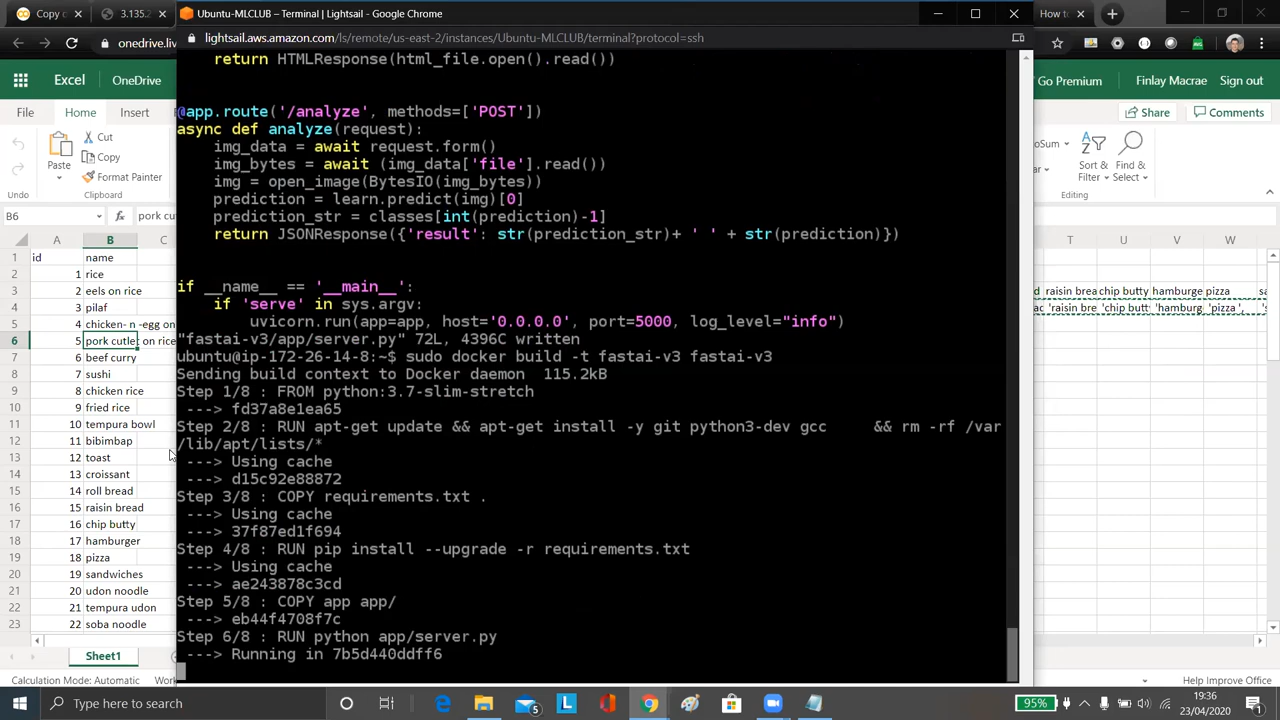 Copy c
3.135.2
Ubuntu-MLCLUB – Terminal | Lightsail - Google Chrome
How to
onedrive.liv
lightsail.aws.amazon.com/ls/remote/us-east-2/instances/Ubuntu-MLCLUB/terminal?protocol=ssh
Excel
OneDrive
Go Premium
Finlay Macrae
Sign out
File
Home
Insert
Share
Comments
Cut
Copy
Format Painter
Paste
Clipboard
Sort & Filter
Find & Select
Editing
B6
fx
pork cut
A B C
T U V W
id name
1 rice
2 eels on rice
3 pilaf
4 chicken- n -egg on
5 pork cutlet on rice
6 beef curry
7 sushi
8 chicken rice
9 fried rice
10 tempura bowl
11 bibimbap
12 toast
13 croissant
14 roll bread
15 raisin bread
16 chip butty
17 hamburger
18 pizza
19 sandwiches
20 udon noodle
21 tempura udon
22 soba noodle
return HTMLResponse(html_file.open().read())
@app.route('/analyze', methods=['POST'])
async def analyze(request):
img_data = await request.form()
img_bytes = await (img_data['file'].read())
img = open_image(BytesIO(img_bytes))
prediction = learn.predict(img)[0]
prediction_str = classes[int(prediction)-1]
return JSONResponse({'result': str(prediction_str)+ ' ' + str(prediction)})
if __name__ == '__main__':
if 'serve' in sys.argv:
uvicorn.run(app=app, host='0.0.0.0', port=5000, log_level="info")
"fastai-v3/app/server.py" 72L, 4396C written
ubuntu@ip-172-26-14-8:~$ sudo docker build -t fastai-v3 fastai-v3
Sending build context to Docker daemon  115.2kB
Step 1/8 : FROM python:3.7-slim-stretch
---> fd37a8e1ea65
Step 2/8 : RUN apt-get update && apt-get install -y git python3-dev gcc     && rm -rf /var
/lib/apt/lists/*
---> Using cache
---> d15c92e88872
Step 3/8 : COPY requirements.txt .
---> Using cache
---> 37f87ed1f694
Step 4/8 : RUN pip install --upgrade -r requirements.txt
---> Using cache
---> ae243878c3cd
Step 5/8 : COPY app app/
---> eb44f4708f7c
Step 6/8 : RUN python app/server.py
---> Running in 7b5d440ddff6
raisin brea chip butty hamburge pizza
'raisin bre 'chip butt' 'hamburg 'pizza',
Sheet1
Calculation Mode: Automatic
Help Improve Office
Type here to search
5
95%
19:36
23/04/2020